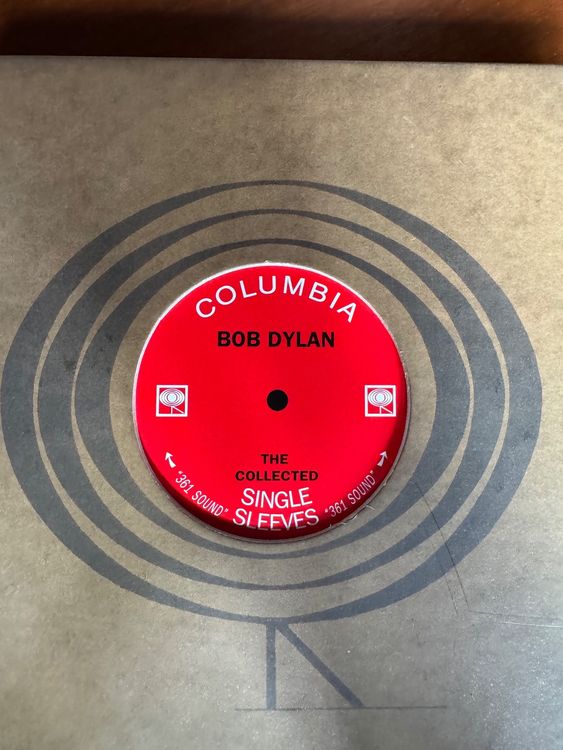 COLUMBIA
BOB DYLAN
THE
COLLECTED
SINGLE
SLEEVES
"361 SOUND"
"361 SOUND"